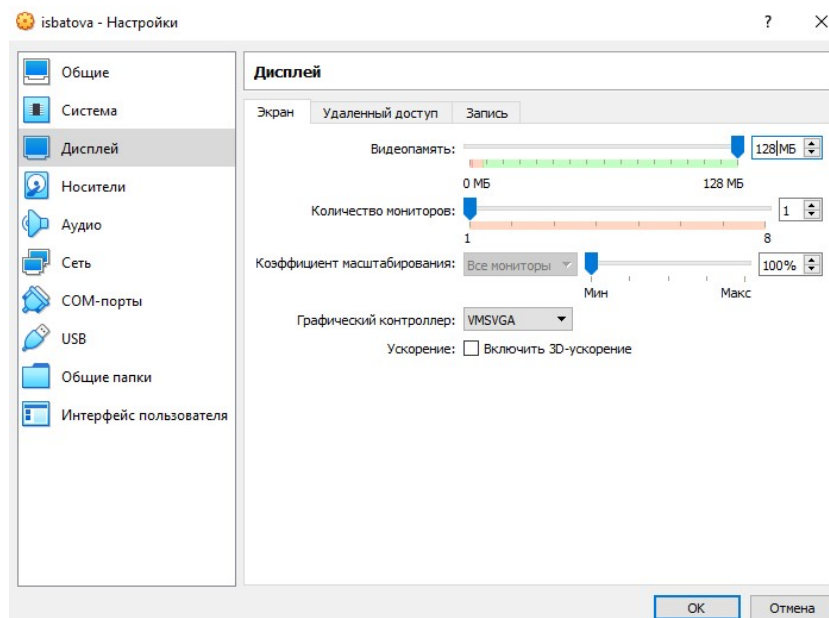 isbatova - Настройки
?
Общие
Система
Дисплей
Носители
Аудио
Сеть
COM-порты
USB
Общие папки
Интерфейс пользователя
Дисплей
Экран Удаленный доступ Запись
Видеопамять: 128 МБ
0 МБ 128 МБ
Количество мониторов: 1
1 8
Коэффициент масштабирования: Все мониторы 100%
Мин Макс
Графический контроллер: VMSVGA
Ускорение: Включить 3D-ускорение
OK Отмена